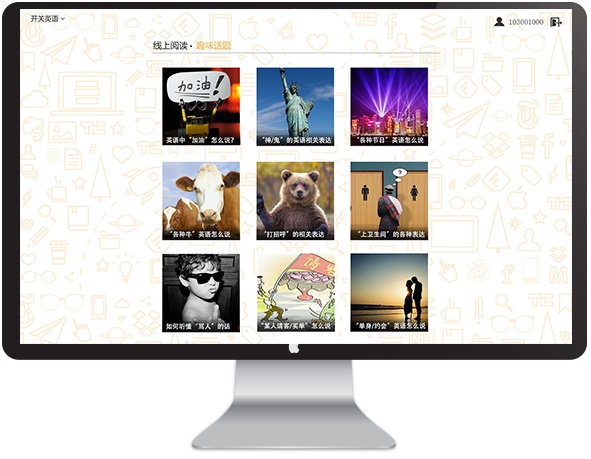 开关英语
103001000
线上阅读 · 趣味话题
加油!
英语中“加油”怎么说?
“神/鬼”的英语相关表达
“各种节日”英语怎么说
“各种牛”英语怎么说
“打招呼”的相关表达
?
“上卫生间”的各种表达
如何听懂“骂人”的话
“某人请客/买单”怎么说
“单身/约会”英语怎么说